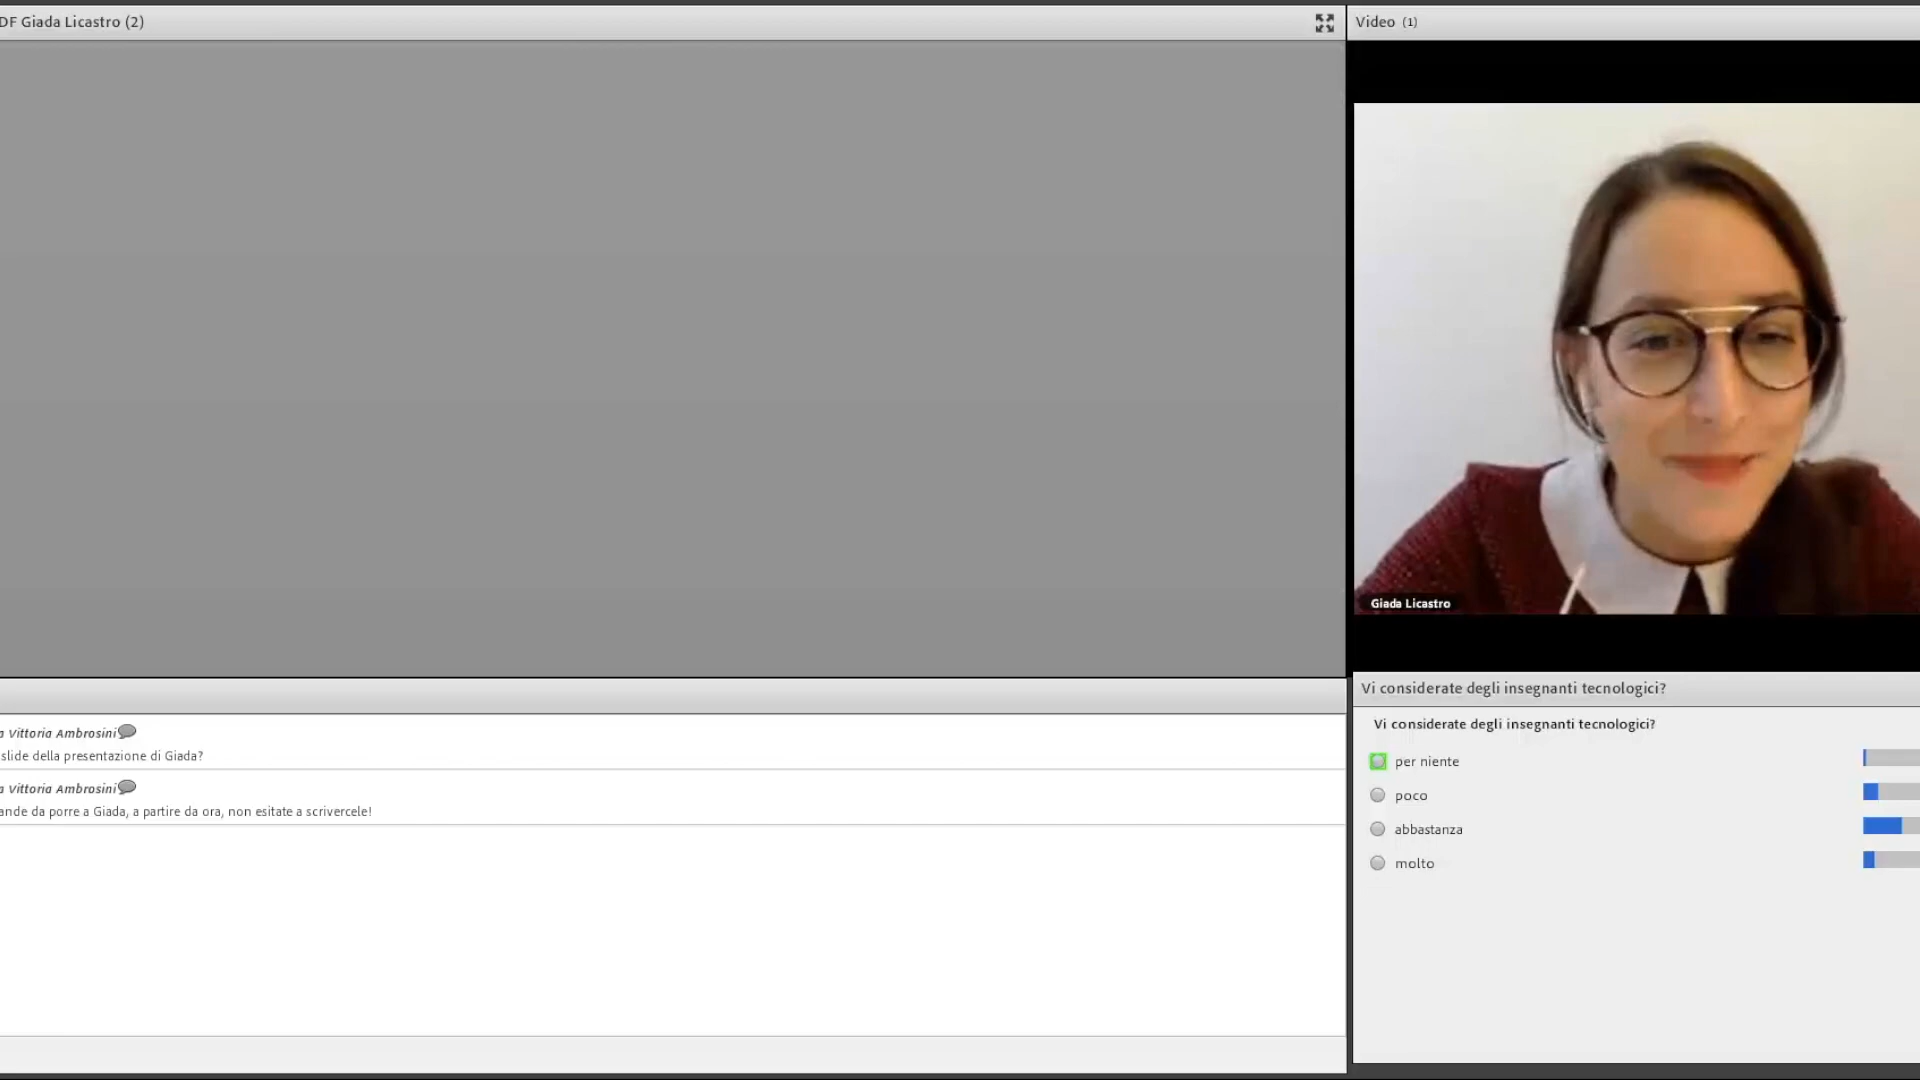 DF Giada Licastro (2)
Video (1)
Giada Licastro
a Vittoria Ambrosini
slide della presentazione di Giada?
a Vittoria Ambrosini
ande da porre a Giada, a partire da ora, non esitate a scrivercele!
Vi considerate degli insegnanti tecnologici?
Vi considerate degli insegnanti tecnologici?
per niente
poco
abbastanza
molto